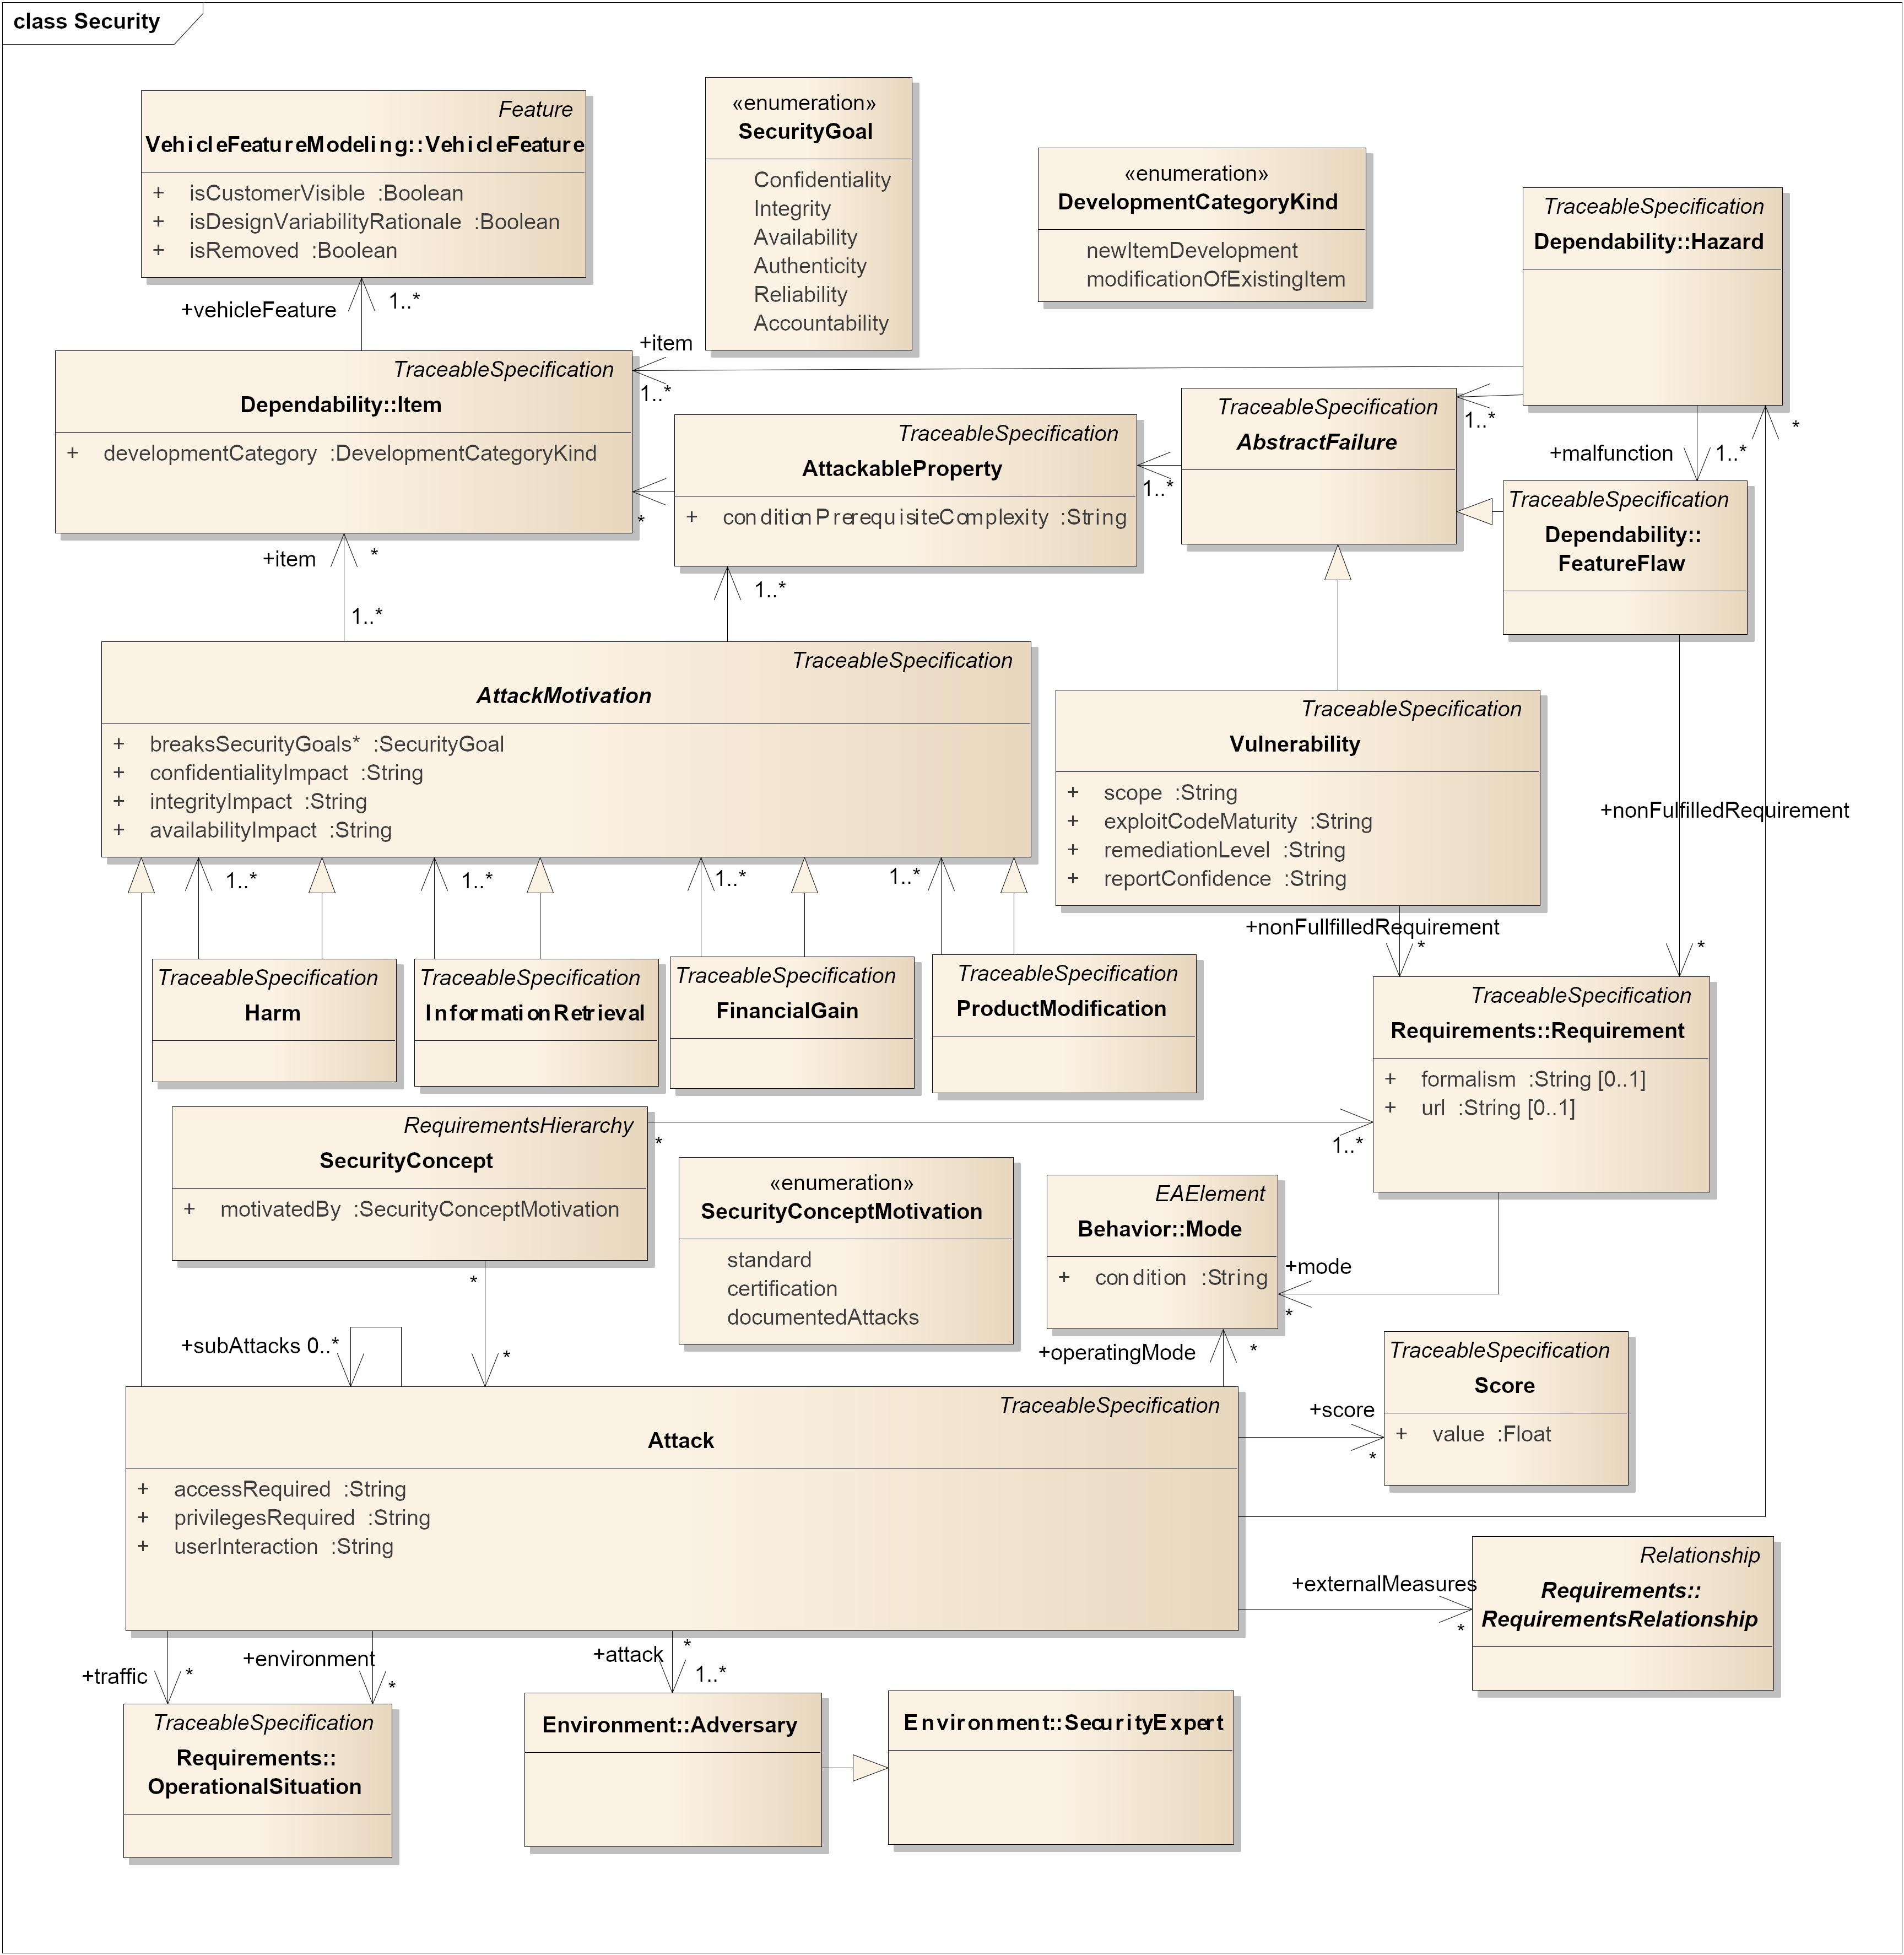 class Security
Feature
VehicleFeatureModeling::VehicleFeature
+ isCustomerVisible :Boolean
+ isDesignVariabilityRationale :Boolean
+ isRemoved :Boolean
«enumeration»
SecurityGoal
Confidentiality
Integrity
Availability
Authenticity
Reliability
Accountability
«enumeration»
DevelopmentCategoryKind
newItemDevelopment
modificationOfExistingItem
TraceableSpecification
Dependability::Hazard
+vehicleFeature
1..*
+item
1..*
TraceableSpecification
Dependability::Item
+ developmentCategory :DevelopmentCategoryKind
TraceableSpecification
AttackableProperty
+ conditionPrerequisiteComplexity :String
*
TraceableSpecification
AbstractFailure
1..*
1..*
+malfunction
1..*
*
TraceableSpecification
Dependability::
FeatureFlaw
+item
*
1..*
1..*
TraceableSpecification
AttackMotivation
+ breaksSecurityGoals* :SecurityGoal
+ confidentialityImpact :String
+ integrityImpact :String
+ availabilityImpact :String
TraceableSpecification
Vulnerability
+ scope :String
+ exploitCodeMaturity :String
+ remediationLevel :String
+ reportConfidence :String
+nonFulfilledRequirement
*
+nonFullfilledRequirement
*
1..*
1..*
1..*
1..*
TraceableSpecification
Harm
TraceableSpecification
InformationRetrieval
TraceableSpecification
FinancialGain
TraceableSpecification
ProductModification
TraceableSpecification
Requirements::Requirement
+ formalism :String [0..1]
+ url :String [0..1]
RequirementsHierarchy
SecurityConcept
+ motivatedBy :SecurityConceptMotivation
*
1..*
«enumeration»
SecurityConceptMotivation
standard
certification
documentedAttacks
EAElement
Behavior::Mode
+ condition :String
+mode
*
*
*
+subAttacks 0..*
+operatingMode
*
TraceableSpecification
Score
+ value :Float
+score
*
TraceableSpecification
Attack
+ accessRequired :String
+ privilegesRequired :String
+ userInteraction :String
+externalMeasures
*
Relationship
Requirements::
RequirementsRelationship
+traffic
*
+environment
*
+attack
*
1..*
TraceableSpecification
Requirements::
OperationalSituation
Environment::Adversary
Environment::SecurityExpert